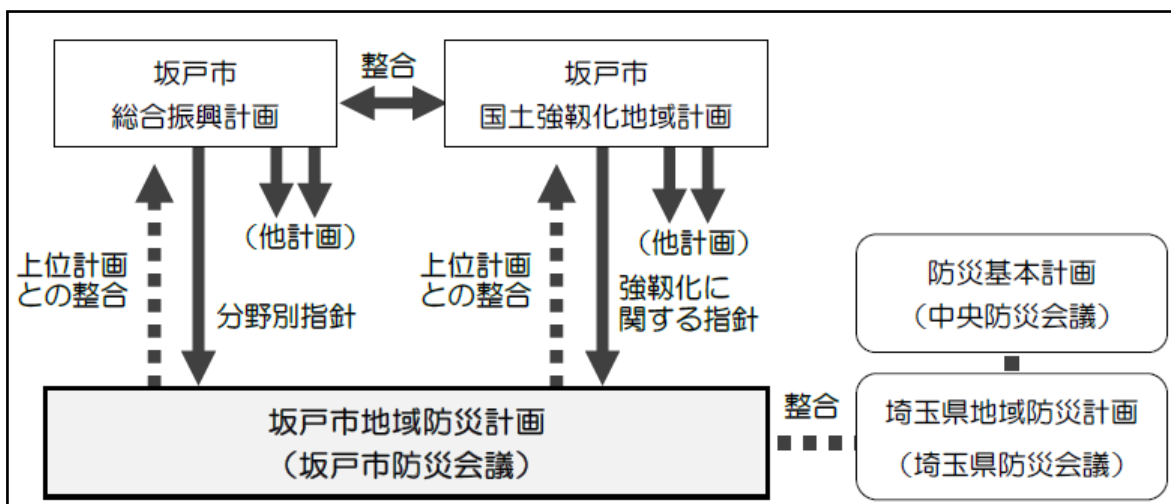 坂戸市
総合振興計画
整合
坂戸市
国土強靱化地域計画
(他計画)
(他計画)
上位計画
との整合
分野別指針
上位計画
との整合
強靱化に
関する指針
防災基本計画
(中央防災会議)
坂戸市地域防災計画
(坂戸市防災会議)
整合
埼玉県地域防災計画
(埼玉県防災会議)